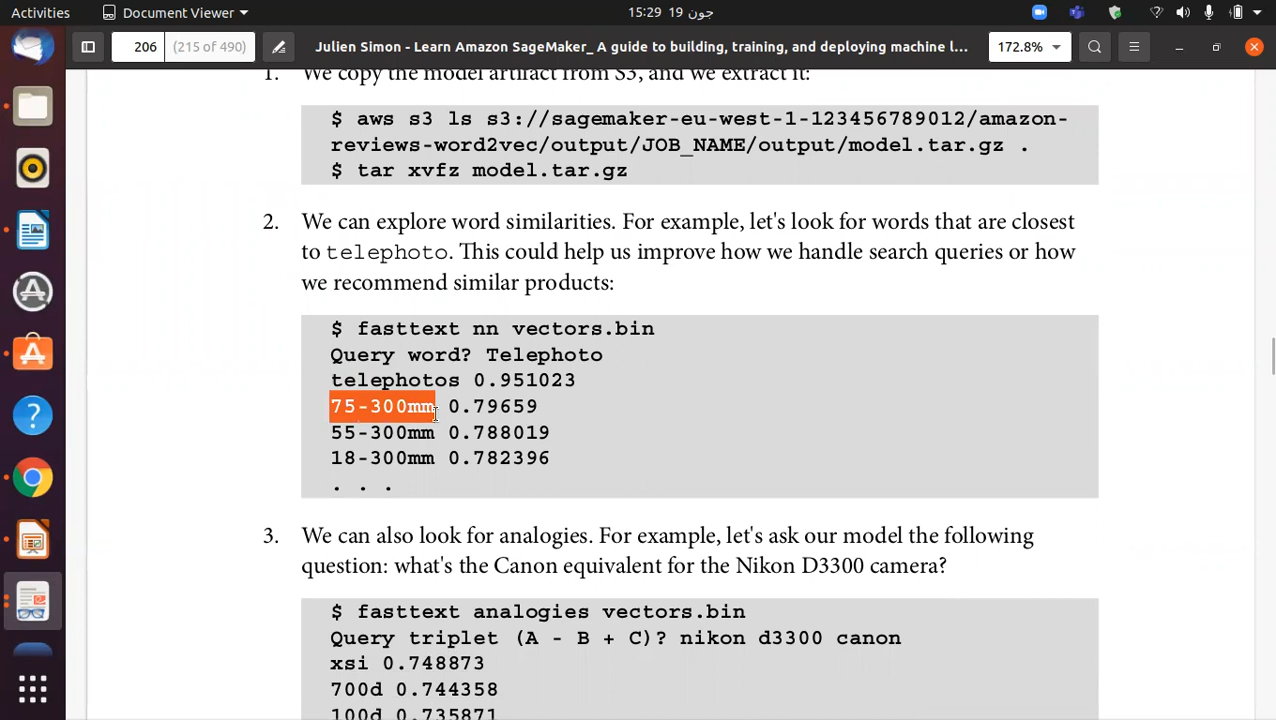 Activities
Document Viewer
15:29 19 جون
206
(215 of 490)
Julien Simon - Learn Amazon SageMaker_ A guide to building, training, and deploying machine l...
172.8%
1. We copy the model artifact from S3, and we extract it:
$ aws s3 ls s3://sagemaker-eu-west-1-123456789012/amazon-
reviews-word2vec/output/JOB_NAME/output/model.tar.gz .
$ tar xvfz model.tar.gz
2. We can explore word similarities. For example, let's look for words that are closest
to telephoto. This could help us improve how we handle search queries or how
we recommend similar products:
$ fasttext nn vectors.bin
Query word? Telephoto
telephotos 0.951023
75-300mm 0.79659
55-300mm 0.788019
18-300mm 0.782396
. . .
3. We can also look for analogies. For example, let's ask our model the following
question: what's the Canon equivalent for the Nikon D3300 camera?
$ fasttext analogies vectors.bin
Query triplet (A - B + C)? nikon d3300 canon
xsi 0.748873
700d 0.744358
100d 0.735871